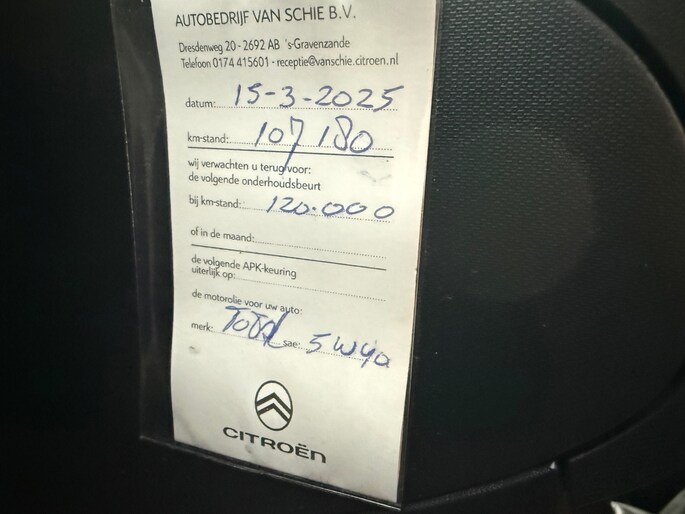 AUTOBEDRIJF VAN SCHIE B.V.
Dresdenweg 20 - 2692 AB 's-Gravenzande
Telefoon 0174 415601 - receptie@vanschie.citroen.nl
datum: 15-3-2025
km-stand: 107180
wij verwachten u terug voor:
de volgende onderhoudsbeurt
bij km-stand: 120.000
of in de maand:
de volgende APK-keuring
uiterlijk op:
de motorolie voor uw auto:
merk: Total sae: 5W40
CITROËN